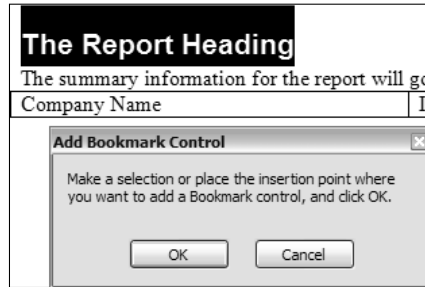 The Report Heading
The summary information for the report will
Company Name
Add Bookmark Control
Make a selection or place the insertion point where
you want to add a Bookmark control, and click OK.
OK Cancel